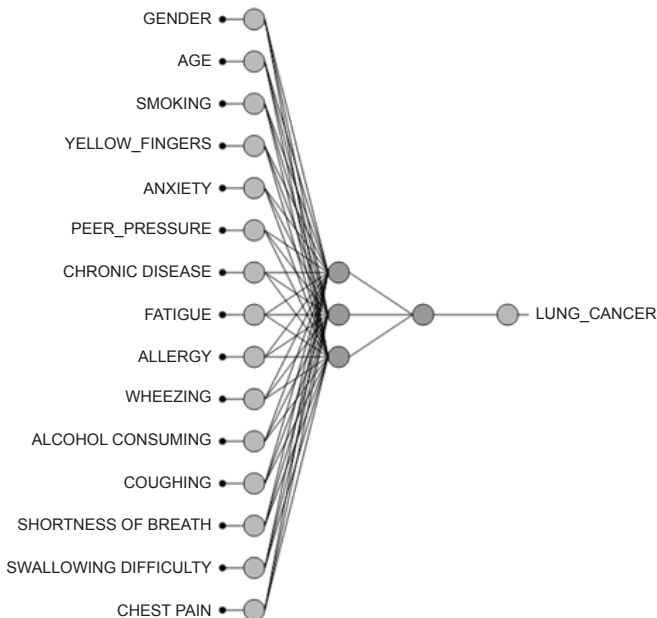 GENDER
AGE
SMOKING
YELLOW_FINGERS
ANXIETY
PEER_PRESSURE
CHRONIC DISEASE
FATIGUE
LUNG_CANCER
ALLERGY
WHEEZING
ALCOHOL CONSUMING
COUGHING
SHORTNESS OF BREATH
SWALLOWING DIFFICULTY
CHEST PAIN